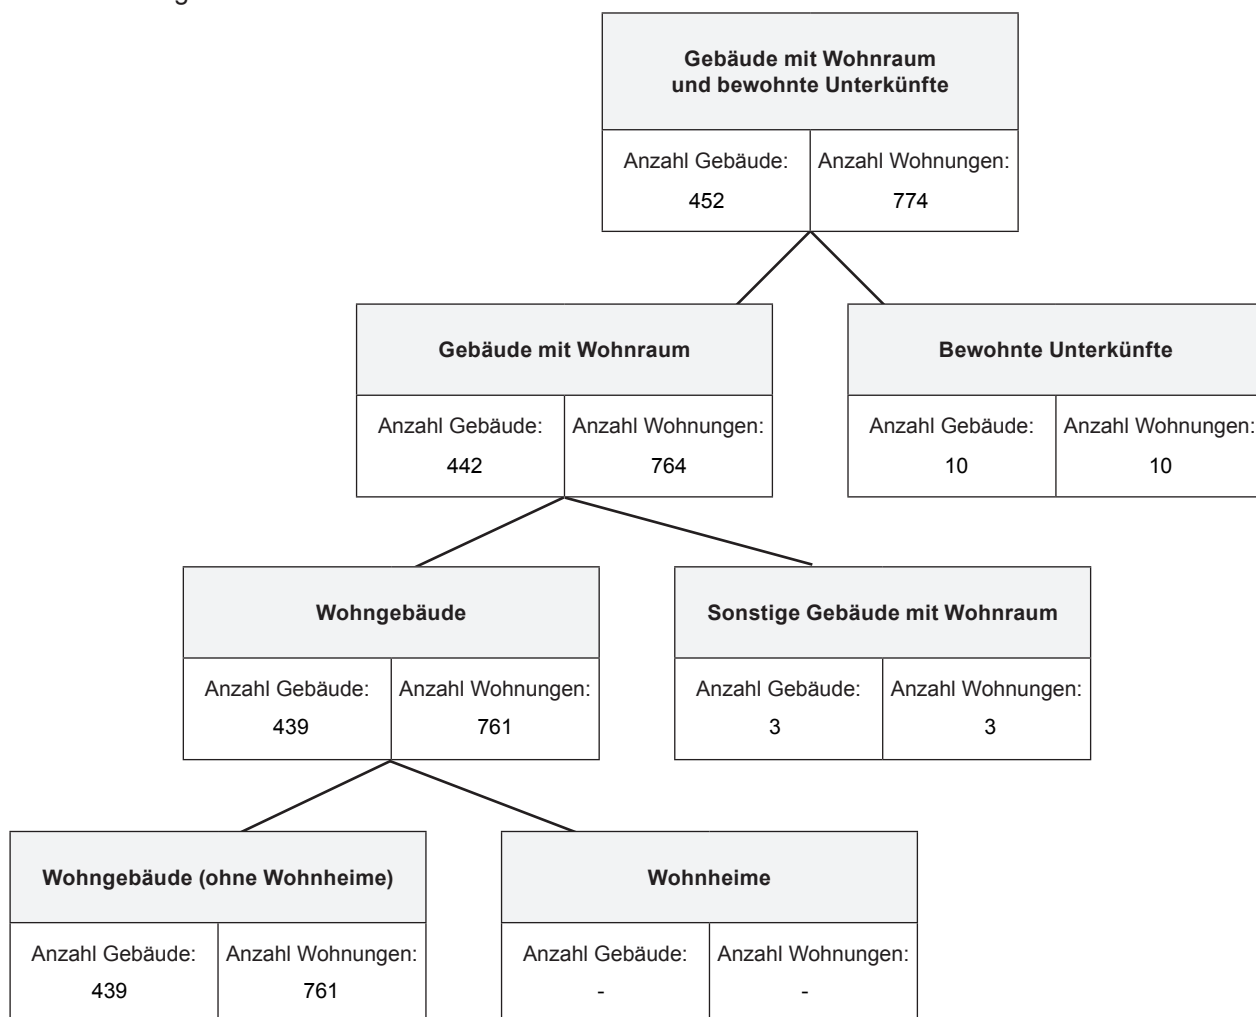 Gebäude mit Wohnraum
und bewohnte Unterkünfte
Anzahl Gebäude: Anzahl Wohnungen:
452 774
Gebäude mit Wohnraum
Anzahl Gebäude: Anzahl Wohnungen:
442 764
Bewohnte Unterkünfte
Anzahl Gebäude: Anzahl Wohnungen:
10 10
Wohngebäude
Anzahl Gebäude: Anzahl Wohnungen:
439 761
Sonstige Gebäude mit Wohnraum
Anzahl Gebäude: Anzahl Wohnungen:
3 3
Wohngebäude (ohne Wohnheime)
Anzahl Gebäude: Anzahl Wohnungen:
439 761
Wohnheime
Anzahl Gebäude: Anzahl Wohnungen:
- -